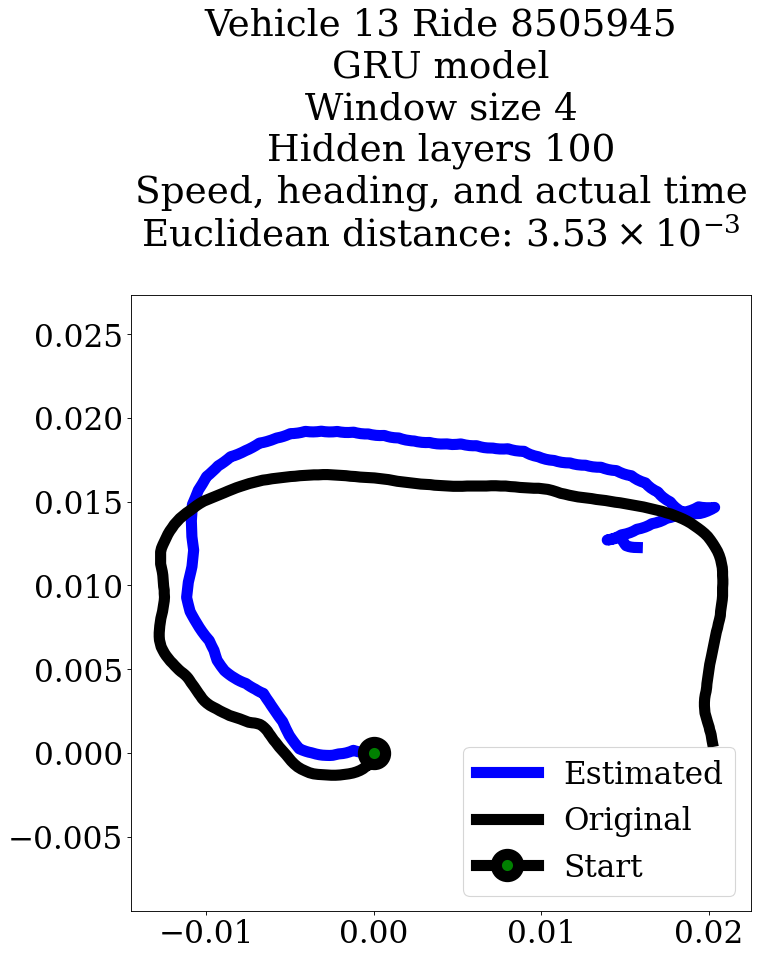 Vehicle 13 Ride 8505945
GRU model
Window size 4
Hidden layers 100
Speed, heading, and actual time
Euclidean distance: 3.53 × 10⁻³
0.025
0.020
0.015
0.010
0.005
0.000
−0.005
−0.01
0.00
0.01
0.02
Estimated
Original
Start